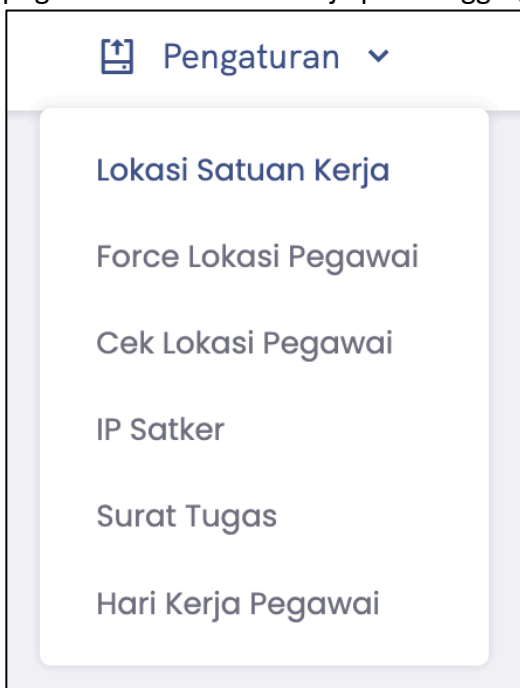 Pengaturan
Lokasi Satuan Kerja
Force Lokasi Pegawai
Cek Lokasi Pegawai
IP Satker
Surat Tugas
Hari Kerja Pegawai